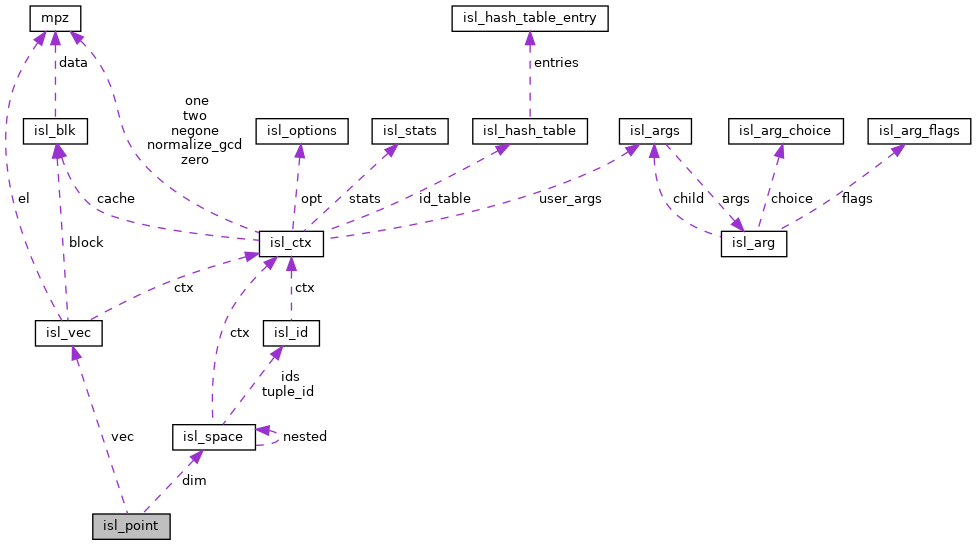 mpz
isl_hash_table_entry
data
entries
one
two
negone
normalize_gcd
zero
isl_blk
isl_options
isl_stats
isl_hash_table
isl_args
isl_arg_choice
isl_arg_flags
el
cache
opt
stats
id_table
user_args
child
args
choice
flags
block
isl_ctx
isl_arg
ctx
ctx
isl_vec
ctx
isl_id
ids
tuple_id
vec
isl_space
nested
dim
isl_point